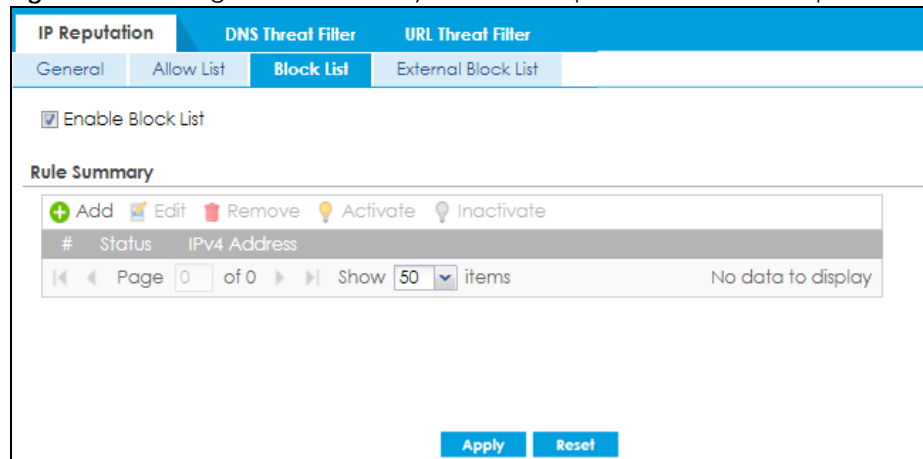 IP Reputation DNS Threat Filter URL Threat Filter
General Allow List Block List External Block List
Enable Block List
Rule Summary
Add Edit Remove Activate Inactivate
# Status IPv4 Address
Page 0 of 0 Show 50 items No data to display
Apply Reset